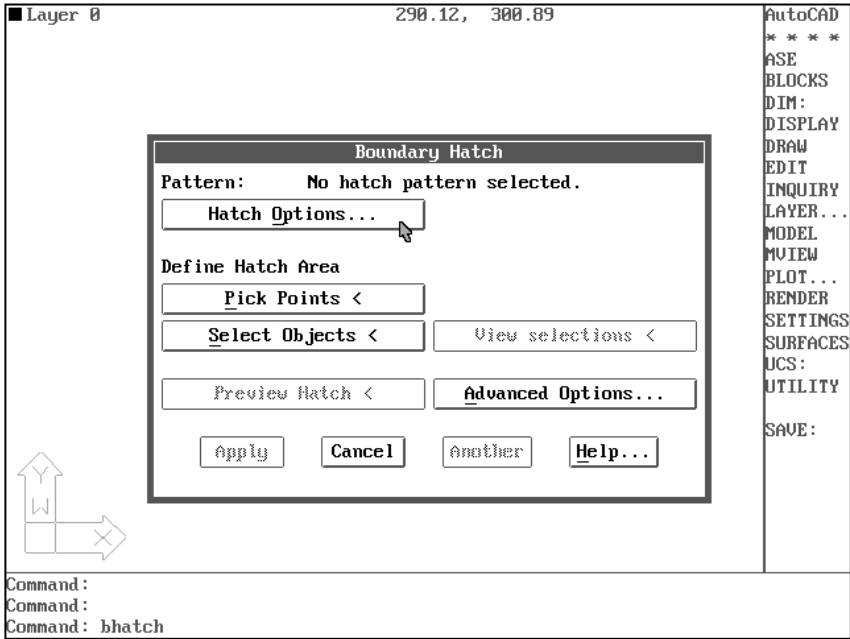 Layer 0 290.12, 300.89
AutoCAD
* * * *
ASE
BLOCKS
DIM:
DISPLAY
DRAW
EDIT
INQUIRY
LAYER...
MODEL
MVIEW
PLOT...
RENDER
SETTINGS
SURFACES
UCS:
UTILITY
SAVE:
Boundary Hatch
Pattern: No hatch pattern selected.
Hatch Options...
Define Hatch Area
Pick Points <
Select Objects < View selections <
Preview Hatch < Advanced Options...
Apply Cancel Another Help...
Y
W
X
Command:
Command:
Command: bhatch